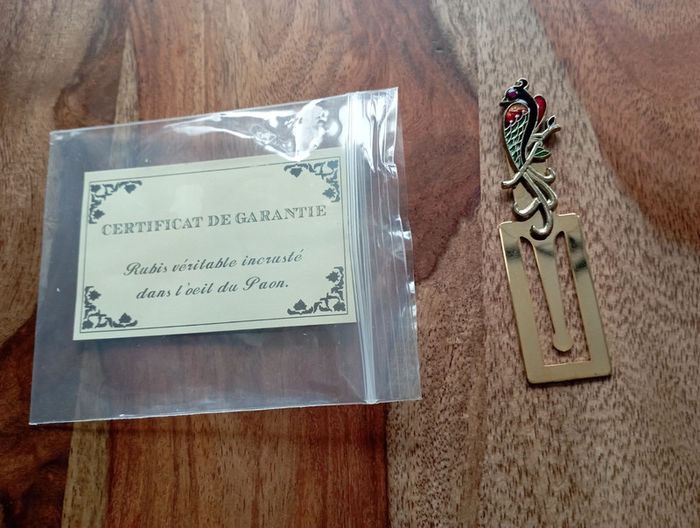 CERTIFICAT DE GARANTIE
Rubis véritable incrusté
dans l'oeil du Paon.